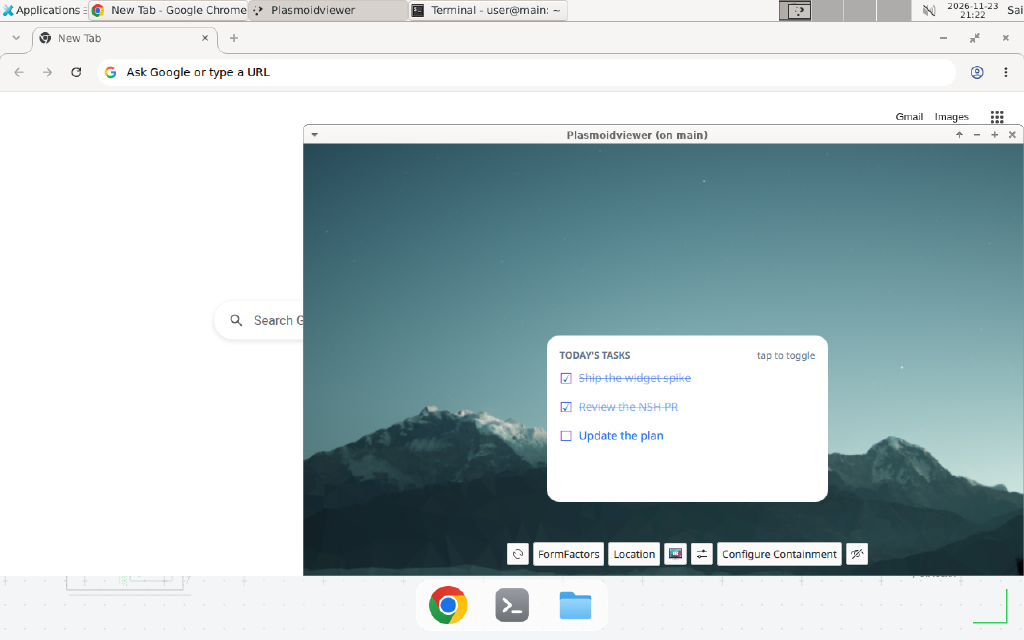 Applications
New Tab - Google Chrome
Plasmoidviewer
Terminal - user@main: ~
2026-11-23
21:22
Sai
New Tab
Ask Google or type a URL
Gmail
Images
Plasmoidviewer (on main)
Search G
TODAY'S TASKS
tap to toggle
Ship the widget spike
Review the NSH PR
Update the plan
FormFactors
Location
Configure Containment